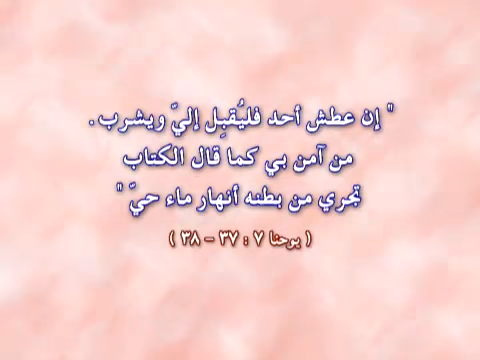 " إن عطش أحد فليُقبِل إليّ ويشرب .
من آمن بي كما قال الكتاب
تجري من بطنه أنهار ماء حيّ "
( يوحنا ٧ : ٣٧ – ٣٨ )